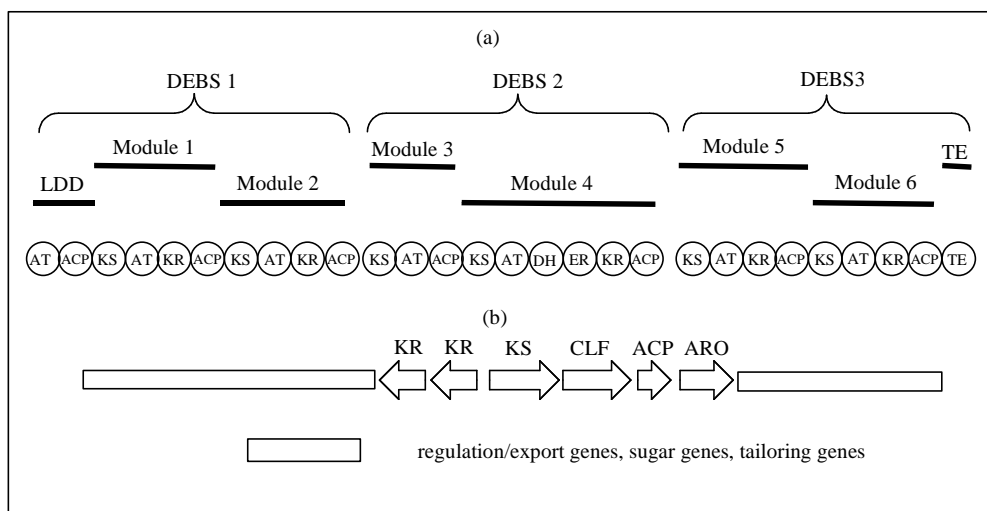 (a)
DEBS 1 DEBS 2 DEBS3
Module 1 Module 3 Module 5 TE
LDD Module 2 Module 4 Module 6
AT ACP KS AT KR ACP KS AT KR ACP KS AT ACP KS AT DH ER KR ACP KS AT KR ACP KS AT KR ACP TE
(b)
KR KR KS CLF ACP ARO
regulation/export genes, sugar genes, tailoring genes